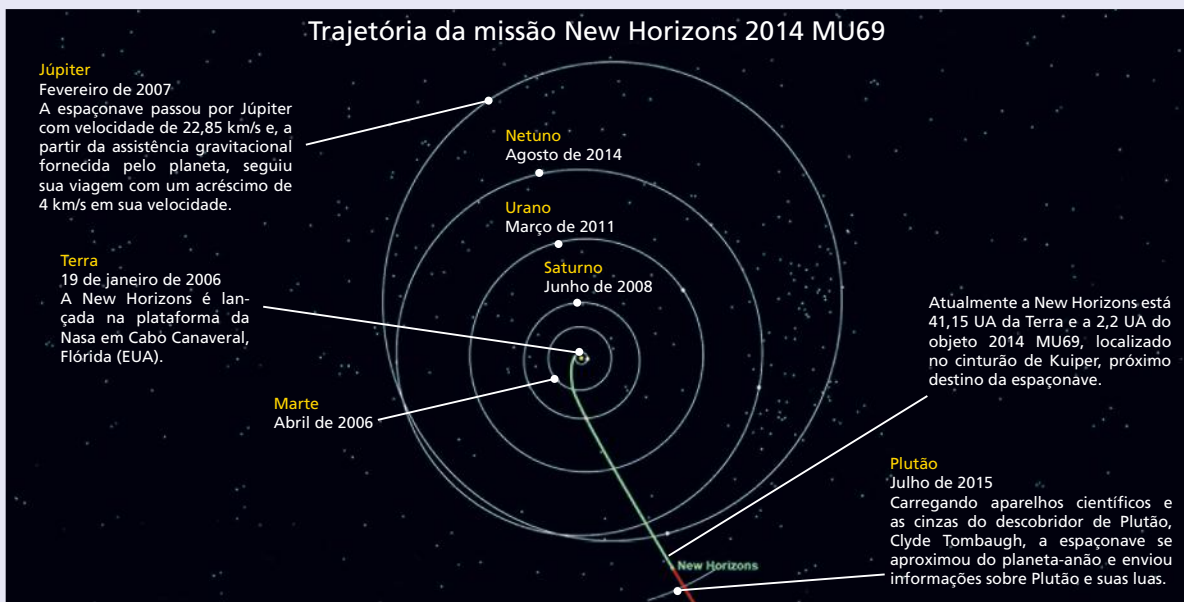 Trajetória da missão New Horizons 2014 MU69
Júpiter
Fevereiro de 2007
A espaçonave passou por Júpiter
com velocidade de 22,85 km/s e, a
partir da assistência gravitacional
fornecida pelo planeta, seguiu
sua viagem com um acréscimo de
4 km/s em sua velocidade.
Netuno
Agosto de 2014
Urano
Março de 2011
Saturno
Junho de 2008
Terra
19 de janeiro de 2006
A New Horizons é lan-
çada na plataforma da
Nasa em Cabo Canaveral,
Flórida (EUA).
Marte
Abril de 2006
Atualmente a New Horizons está
41,15 UA da Terra e a 2,2 UA do
objeto 2014 MU69, localizado
no cinturão de Kuiper, próximo
destino da espaçonave.
Plutão
Julho de 2015
Carregando aparelhos científicos e
as cinzas do descobridor de Plutão,
Clyde Tombaugh, a espaçonave se
aproximou do planeta-anão e enviou
informações sobre Plutão e suas luas.
New Horizons